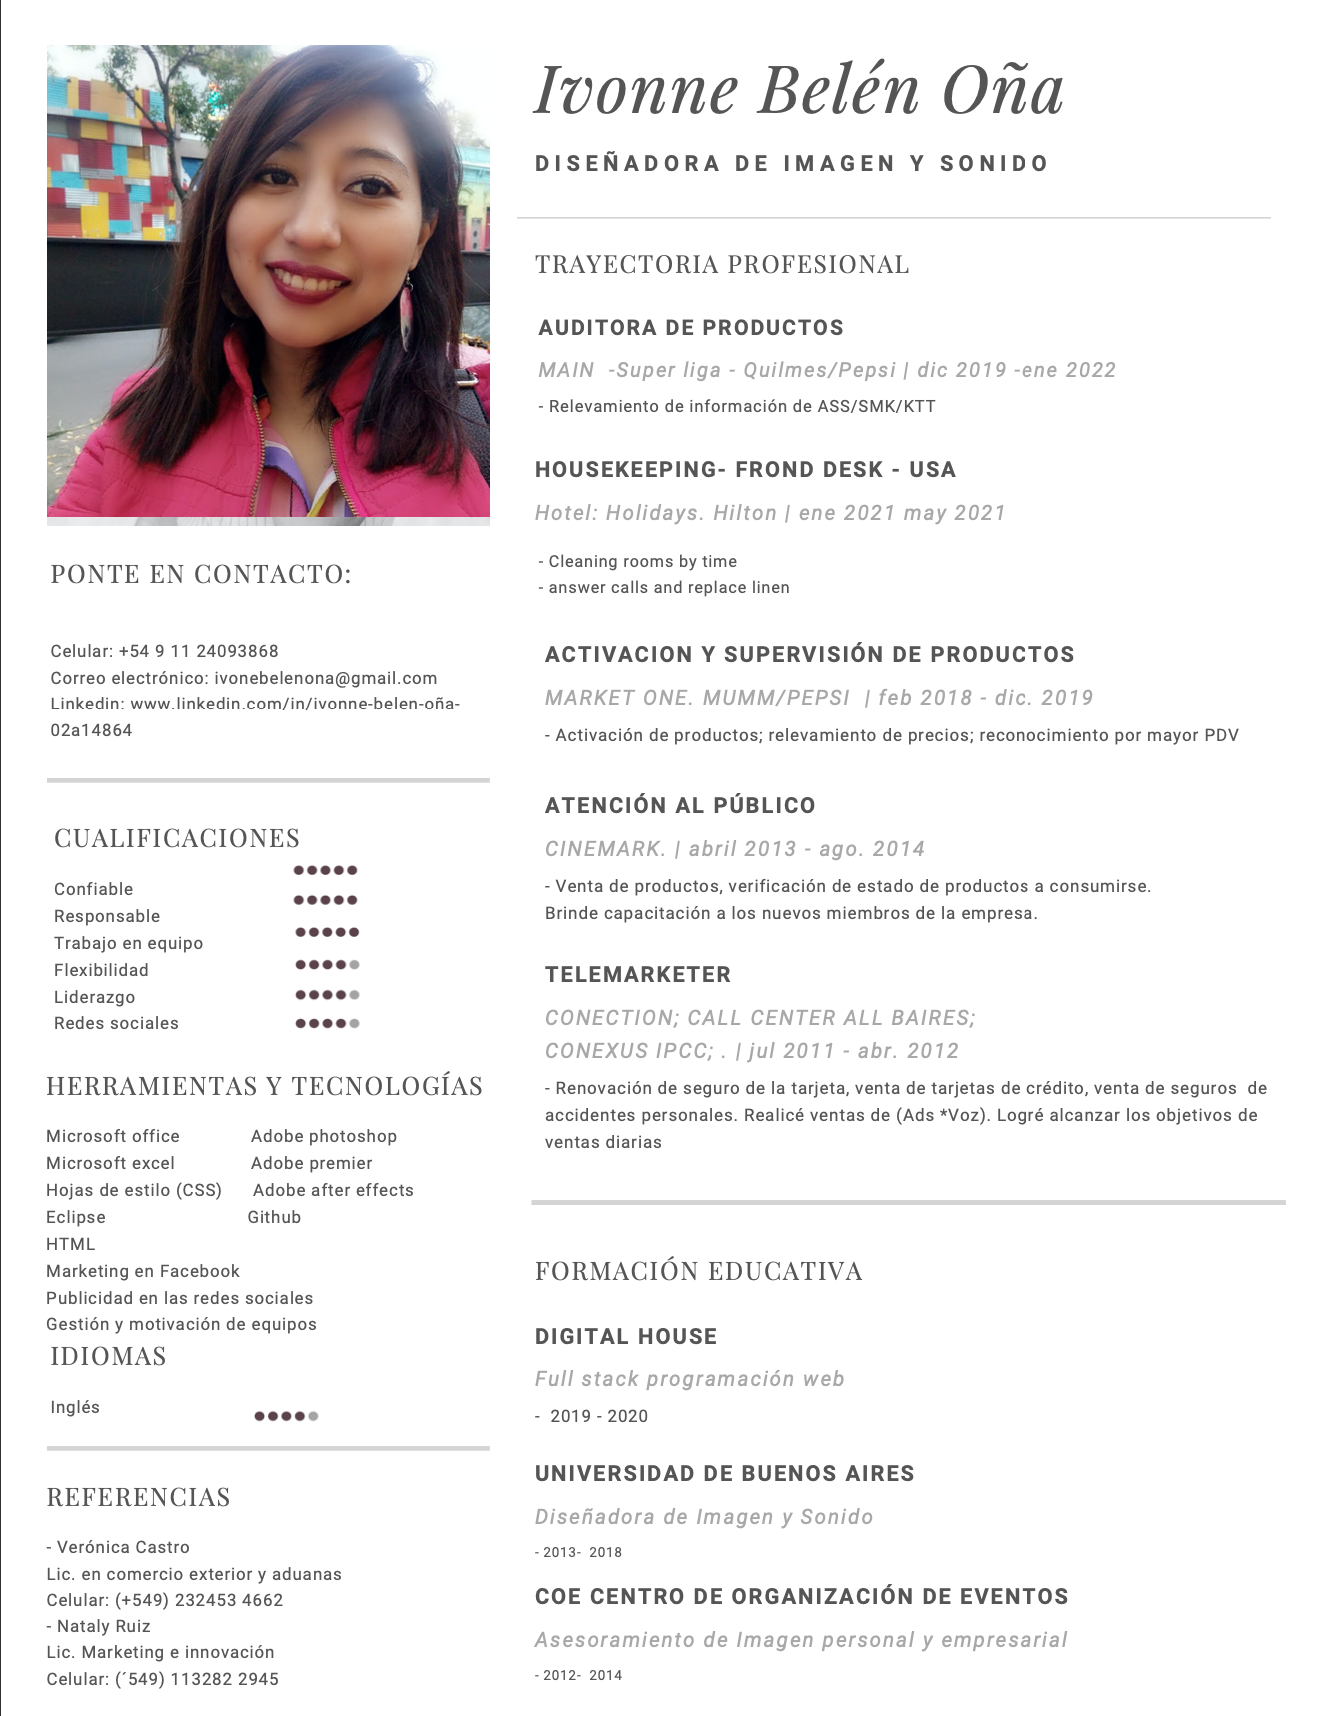 Ivonne Belén Oña
DISEÑADORA DE IMAGEN Y SONIDO
PONTE EN CONTACTO:
Celular: +54 9 11 24093868
Correo electrónico: ivonebelenona@gmail.com
Linkedin: www.linkedin.com/in/ivonne-belen-oña-
02a14864
CUALIFICACIONES
Confiable
Responsable
Trabajo en equipo
Flexibilidad
Liderazgo
Redes sociales
HERRAMIENTAS Y TECNOLOGÍAS
Microsoft office Adobe photoshop
Microsoft excel Adobe premier
Hojas de estilo (CSS) Adobe after effects
Eclipse Github
HTML
Marketing en Facebook
Publicidad en las redes sociales
Gestión y motivación de equipos
IDIOMAS
Inglés
REFERENCIAS
- Verónica Castro
Lic. en comercio exterior y aduanas
Celular: (+549) 232453 4662
- Nataly Ruiz
Lic. Marketing e innovación
Celular: (´549) 113282 2945
TRAYECTORIA PROFESIONAL
AUDITORA DE PRODUCTOS
MAIN -Super liga - Quilmes/Pepsi | dic 2019 -ene 2022
- Relevamiento de información de ASS/SMK/KTT
HOUSEKEEPING- FROND DESK - USA
Hotel: Holidays. Hilton | ene 2021 may 2021
- Cleaning rooms by time
- answer calls and replace linen
ACTIVACION Y SUPERVISIÓN DE PRODUCTOS
MARKET ONE. MUMM/PEPSI | feb 2018 - dic. 2019
- Activación de productos; relevamiento de precios; reconocimiento por mayor PDV
ATENCIÓN AL PÚBLICO
CINEMARK. | abril 2013 - ago. 2014
- Venta de productos, verificación de estado de productos a consumirse.
Brinde capacitación a los nuevos miembros de la empresa.
TELEMARKETER
CONECTION; CALL CENTER ALL BAIRES;
CONEXUS IPCC; . | jul 2011 - abr. 2012
- Renovación de seguro de la tarjeta, venta de tarjetas de crédito, venta de seguros de
accidentes personales. Realicé ventas de (Ads *Voz). Logré alcanzar los objetivos de
ventas diarias
FORMACIÓN EDUCATIVA
DIGITAL HOUSE
Full stack programación web
- 2019 - 2020
UNIVERSIDAD DE BUENOS AIRES
Diseñadora de Imagen y Sonido
- 2013- 2018
COE CENTRO DE ORGANIZACIÓN DE EVENTOS
Asesoramiento de Imagen personal y empresarial
- 2012- 2014